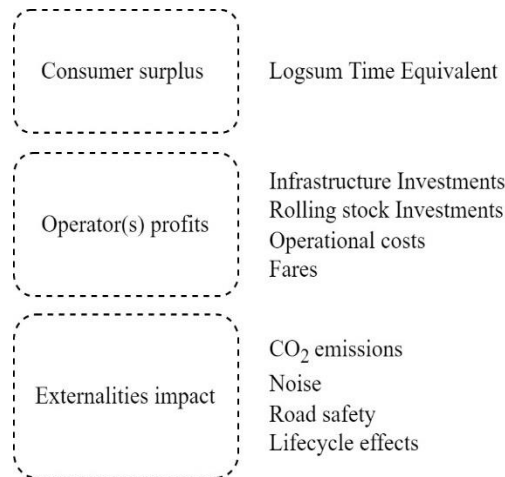 Consumer surplus
Logsum Time Equivalent
Operator(s) profits
Infrastructure Investments
Rolling stock Investments
Operational costs
Fares
Externalities impact
CO2 emissions
Noise
Road safety
Lifecycle effects